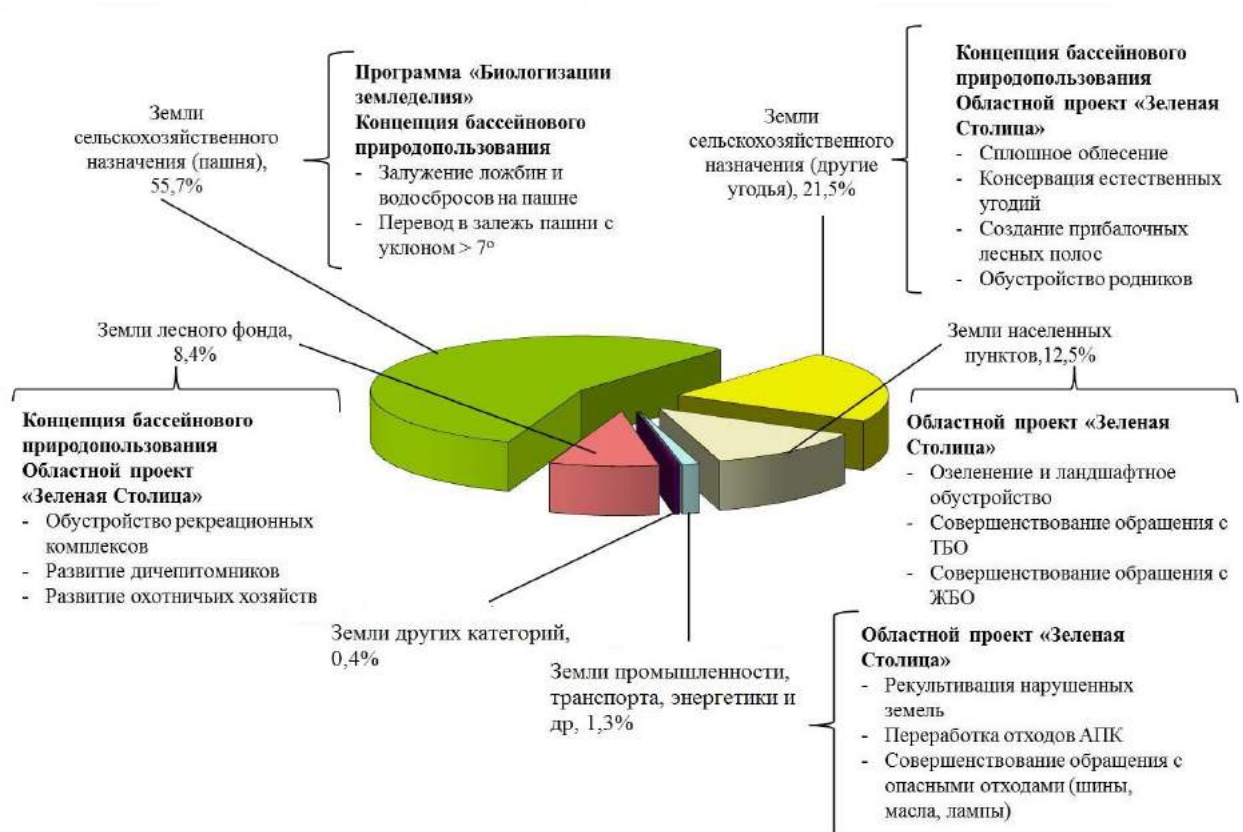 Земли
сельскохозяйственного
назначения (пашня),
55,7%
Программа «Биологизации
земледелия»
Концепция бассейнового
природопользования
- Залужение ложбин и
водосбросов на пашне
- Перевод в залежь пашни с
уклоном > 7°
Земли
сельскохозяйственного
назначения (другие
угодья), 21,5%
Концепция бассейнового
природопользования
Областной проект «Зеленая
Столица»
- Сплошное облесение
- Консервация естественных
угодий
- Создание прибалочных
лесных полос
- Обустройство родников
Земли лесного фонда,
8,4%
Концепция бассейнового
природопользования
Областной проект
«Зеленая Столица»
- Обустройство рекреационных
комплексов
- Развитие дичепитомников
- Развитие охотничьих хозяйств
Земли населенных
пунктов,12,5%
Областной проект «Зеленая
Столица»
- Озеленение и ландшафтное
обустройство
- Совершенствование обращения с
ТБО
- Совершенствование обращения с
ЖБО
Земли других категорий,
0,4%
Земли промышленности,
транспорта, энергетики и
др, 1,3%
Областной проект «Зеленая
Столица»
- Рекультивация нарушенных
земель
- Переработка отходов АПК
- Совершенствование обращения с
опасными отходами (шины,
масла, лампы)